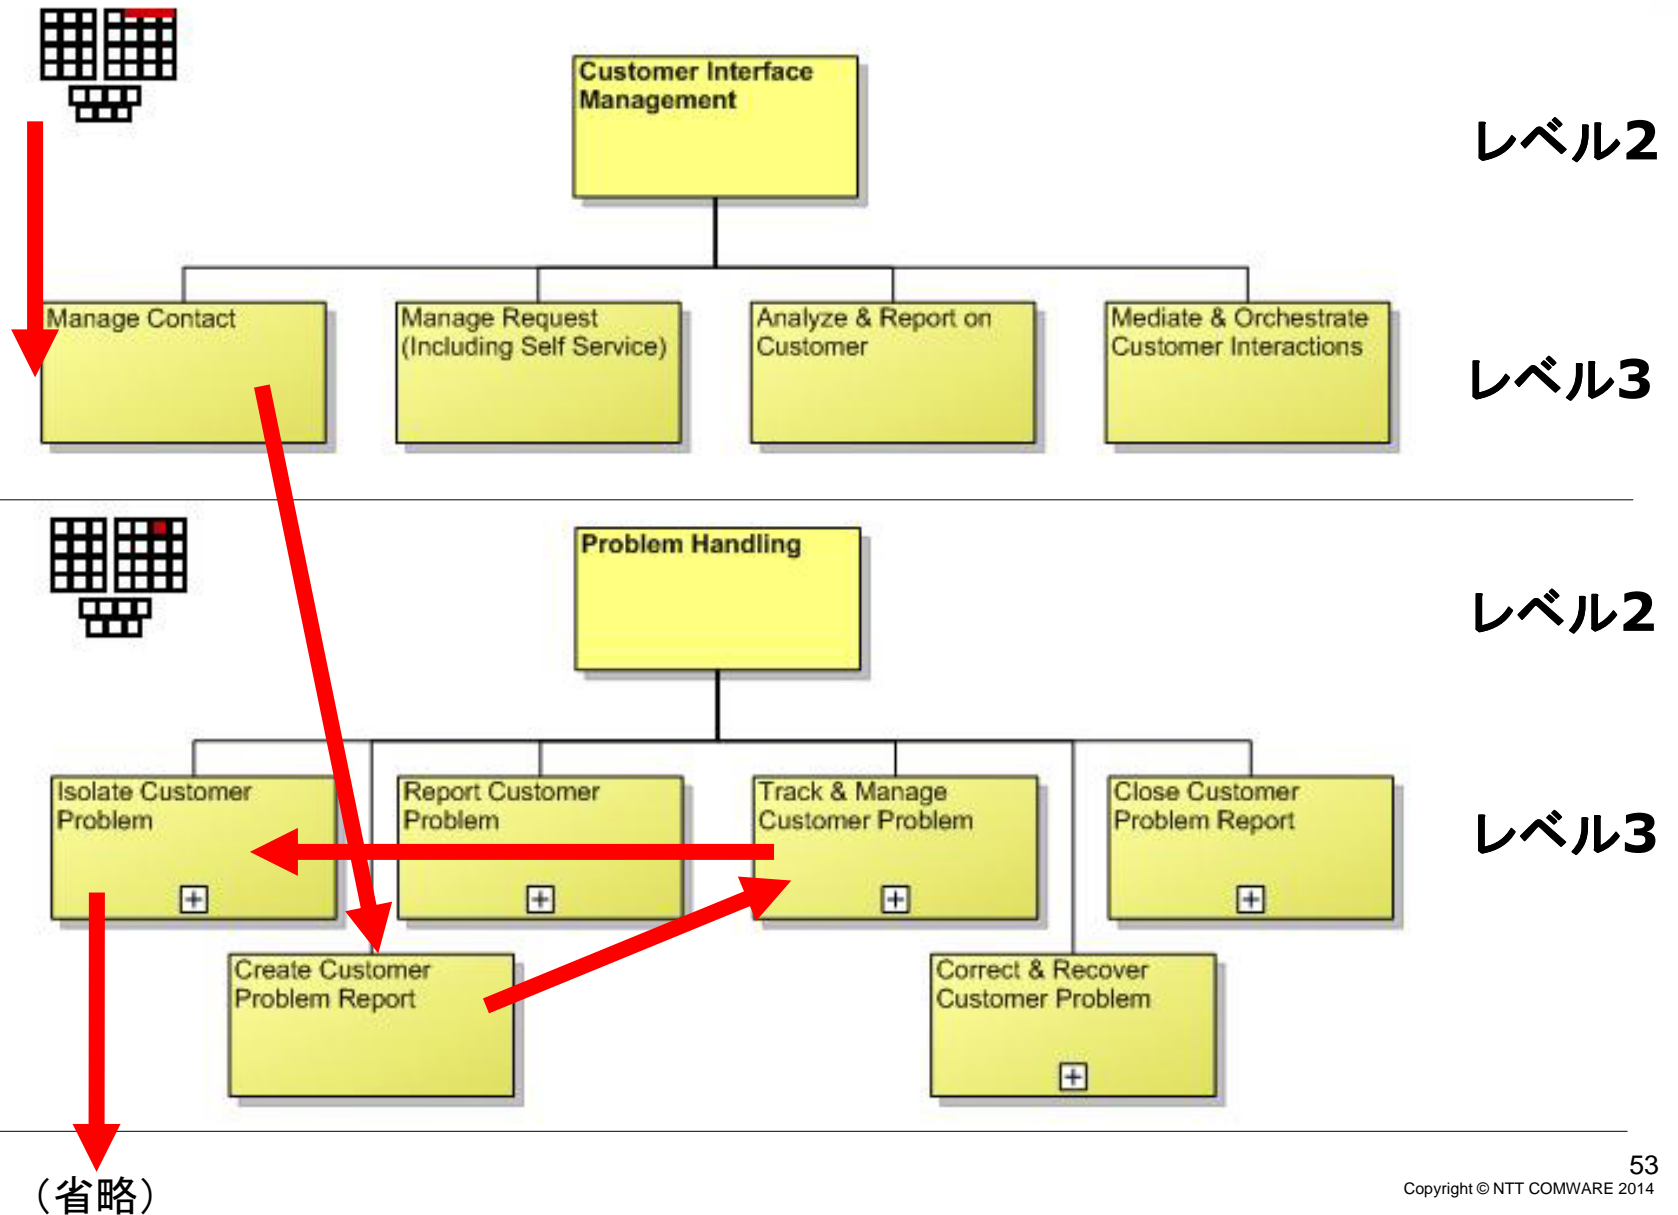 Customer Interface
Management
レベル2
Manage Contact
Manage Request
(Including Self Service)
Analyze & Report on
Customer
Mediate & Orchestrate
Customer Interactions
レベル3
Problem Handling
レベル2
Isolate Customer
Problem
Report Customer
Problem
Track & Manage
Customer Problem
Close Customer
Problem Report
レベル3
Create Customer
Problem Report
Correct & Recover
Customer Problem
（省略）
53
Copyright © NTT COMWARE 2014